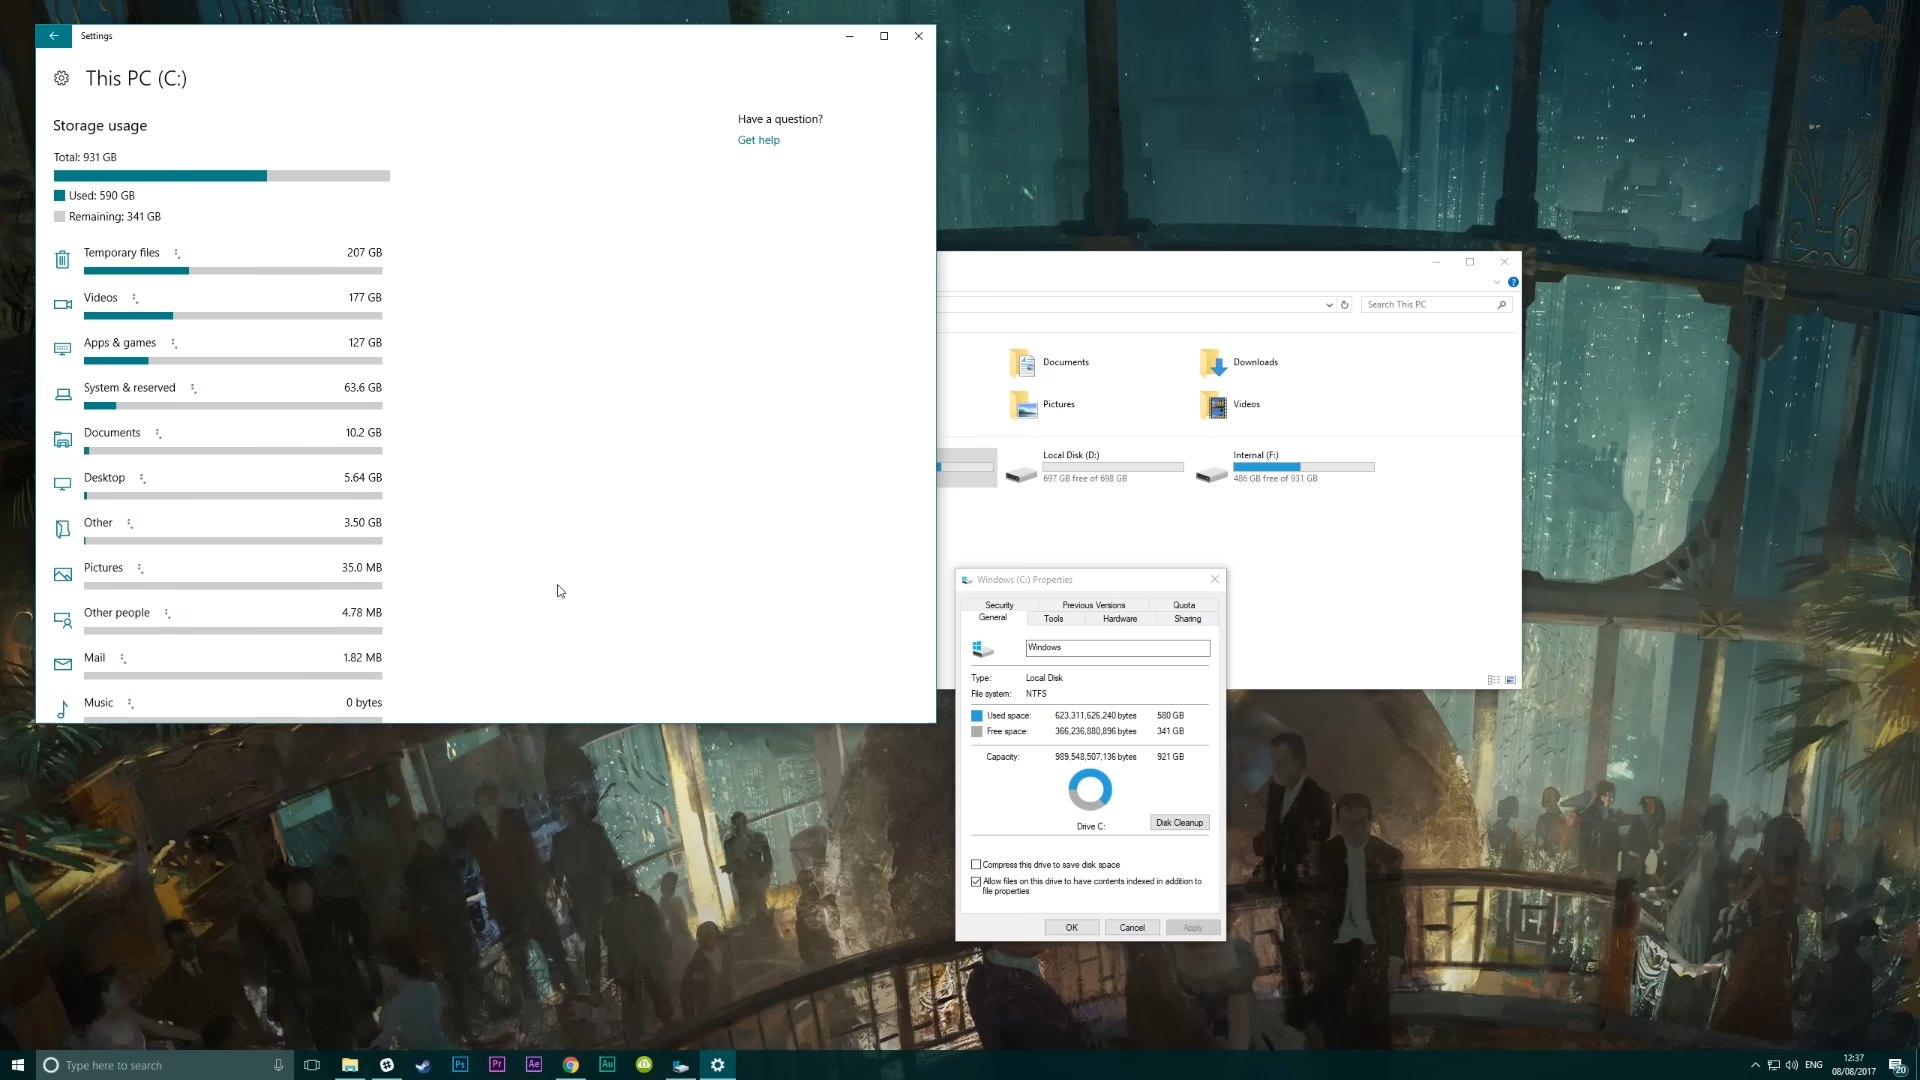 Settings
This PC (C:)
Storage usage
Total: 931 GB
Used: 590 GB
Remaining: 341 GB
Temporary files 207 GB
Videos 177 GB
Apps & games 127 GB
System & reserved 63.6 GB
Documents 10.2 GB
Desktop 5.64 GB
Other 3.50 GB
Pictures 35.0 MB
Other people 4.78 MB
Mail 1.82 MB
Music 0 bytes
Have a question?
Get help
Search This PC
Documents
Downloads
Pictures
Videos
Local Disk (D:)
697 GB free of 698 GB
Internal (F:)
486 GB free of 931 GB
Windows (C:) Properties
Security Previous Versions Quota
General Tools Hardware Sharing
Windows
Type: Local Disk
File system: NTFS
Used space: 623,311,626,240 bytes 580 GB
Free space: 366,236,880,896 bytes 341 GB
Capacity: 989,548,507,136 bytes 921 GB
Drive C:
Disk Cleanup
Compress this drive to save disk space
Allow files on this drive to have contents indexed in addition to
file properties
OK Cancel Apply
Type here to search
Ps
Pr
Ae
Au
ENG
12:37
08/08/2017
20